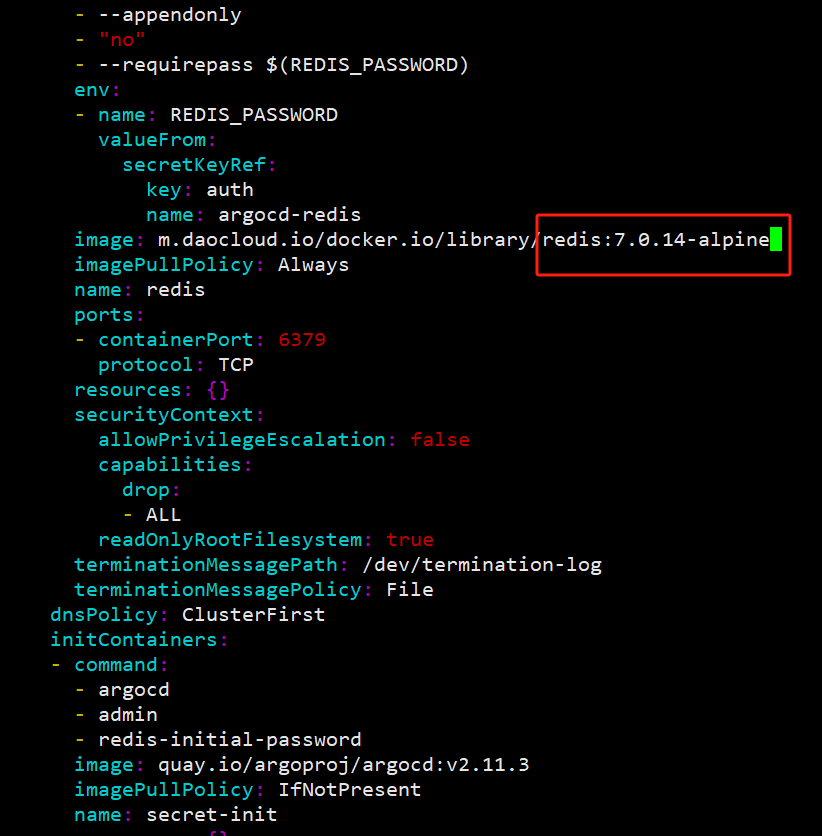 - --appendonly
- "no"
- --requirepass $(REDIS_PASSWORD)
env:
- name: REDIS_PASSWORD
valueFrom:
secretKeyRef:
key: auth
name: argocd-redis
image: m.daocloud.io/docker.io/library/redis:7.0.14-alpine
imagePullPolicy: Always
name: redis
ports:
- containerPort: 6379
protocol: TCP
resources: {}
securityContext:
allowPrivilegeEscalation: false
capabilities:
drop:
- ALL
readOnlyRootFilesystem: true
terminationMessagePath: /dev/termination-log
terminationMessagePolicy: File
dnsPolicy: ClusterFirst
initContainers:
- command:
- argocd
- admin
- redis-initial-password
image: quay.io/argoproj/argocd:v2.11.3
imagePullPolicy: IfNotPresent
name: secret-init